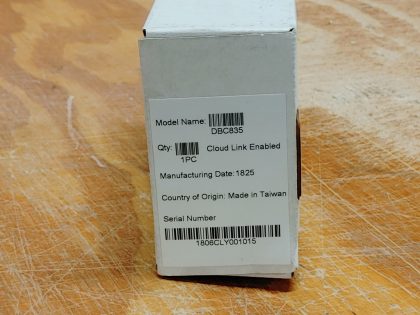 Model Name:
DBC835
Qty: Cloud Link Enabled
1PC
Manufacturing Date:1825
Country of Origin: Made in Taiwan
Serial Number
1806CLY001015